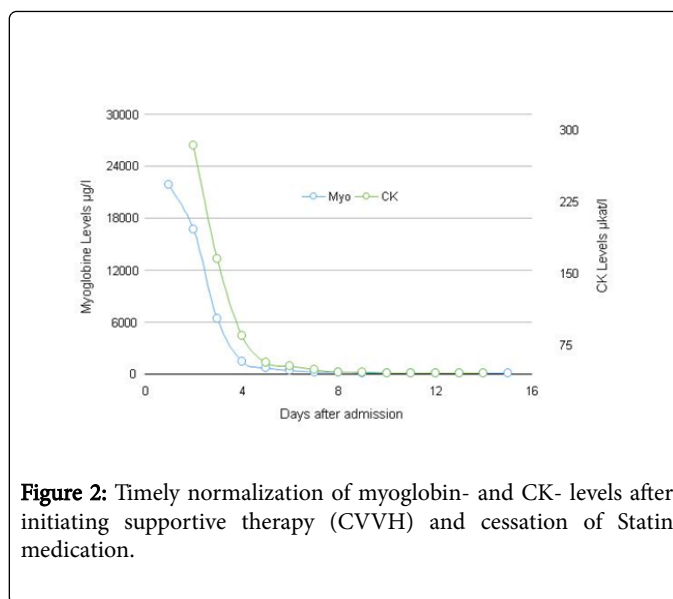 30000
24000
18000
12000
6000
0
Myoglobine Levels µg/l
300
225
150
75
CK Levels µkat/l
Myo CK
0 4 8 12 16
Days after admission
Figure 2: Timely normalization of myoglobin- and CK- levels after
initiating supportive therapy (CVVH) and cessation of Statin
medication.